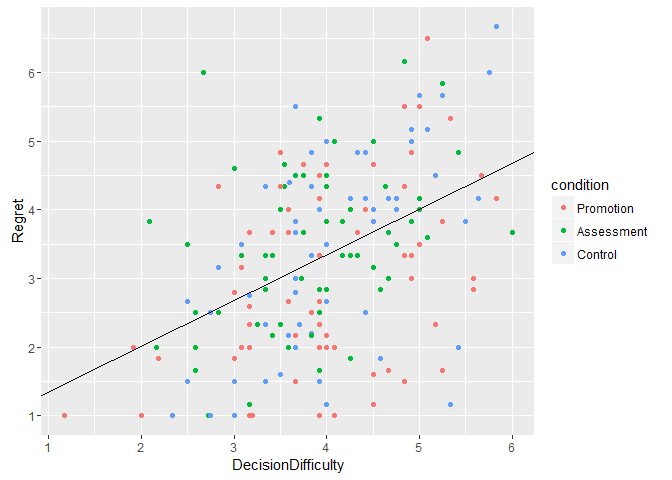 6
5
4
3
2
1
Regret
1 2 3 4 5 6
DecisionDifficulty
condition
Promotion
Assessment
Control